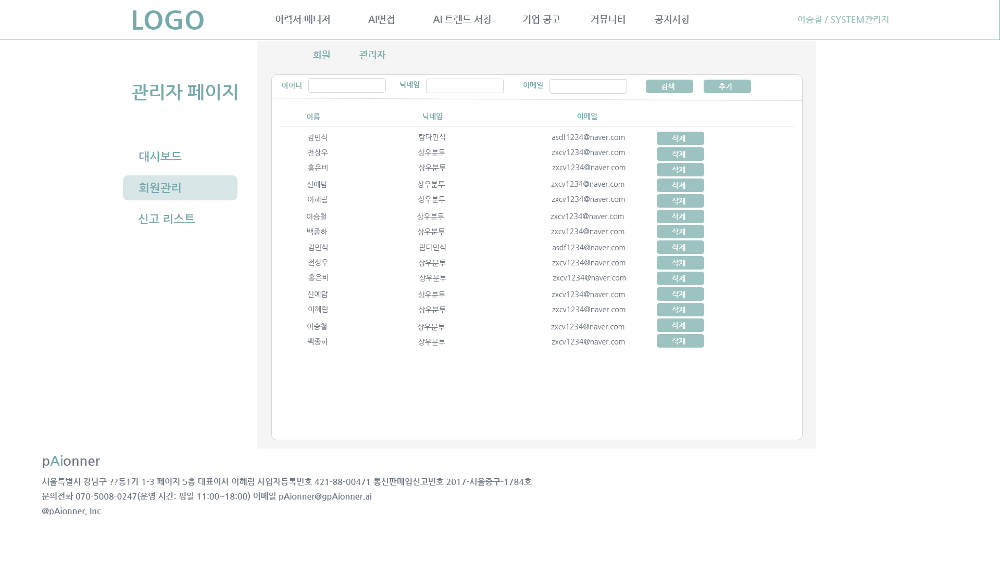 LOGO 이력서 매니저 AI면접 AI 트렌드 서칭 기업 공고 커뮤니티 공지사항 이승철 / SYSTEM관리자
회원 관리자
관리자 페이지
대시보드
회원관리
신고 리스트
아이디 닉네임 이메일 검색 추가
이름 닉네임 이메일
김민식 람다민식 asdf1234@naver.com 삭제
전상우 상우분투 zxcv1234@naver.com 삭제
홍은비 상우분투 zxcv1234@naver.com 삭제
신예담 상우분투 zxcv1234@naver.com 삭제
이혜림 상우분투 zxcv1234@naver.com 삭제
이승철 상우분투 zxcv1234@naver.com 삭제
백종하 상우분투 zxcv1234@naver.com 삭제
김민식 람다민식 asdf1234@naver.com 삭제
전상우 상우분투 zxcv1234@naver.com 삭제
홍은비 상우분투 zxcv1234@naver.com 삭제
신예담 상우분투 zxcv1234@naver.com 삭제
이혜림 상우분투 zxcv1234@naver.com 삭제
이승철 상우분투 zxcv1234@naver.com 삭제
백종하 상우분투 zxcv1234@naver.com 삭제
pAionner
서울특별시 강남구 ??동1가 1-3 페이지 5층 대표이사 이혜림 사업자등록번호 421-88-00471 통신판매업신고번호 2017-서울중구-1784호
문의전화 070-5008-0247(운영 시간: 평일 11:00~18:00) 이메일 pAionner@gpAionner.ai
@pAionner, Inc